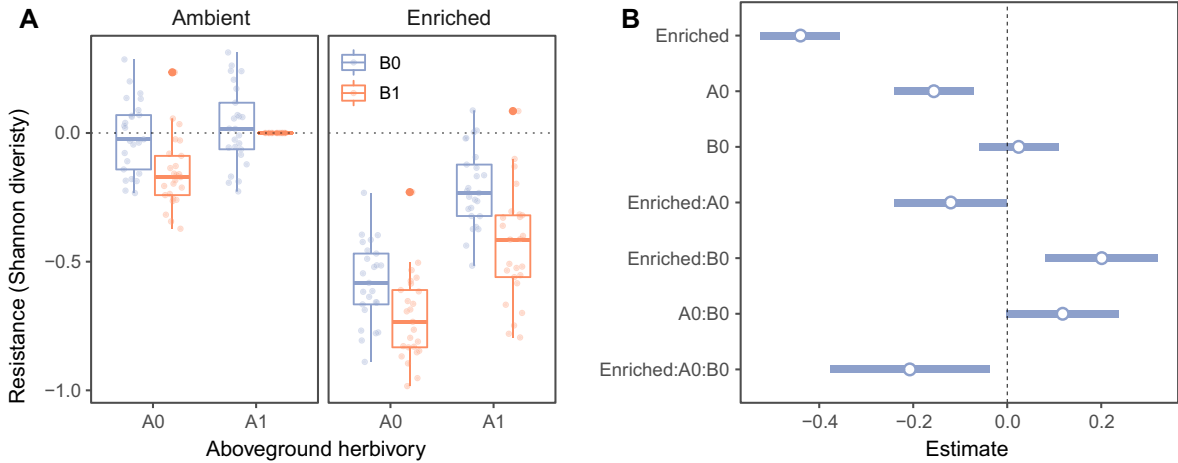 A
Ambient
Enriched
Resistance (Shannon diveristy)
0.0
−0.5
−1.0
B0
B1
A0
A1
A0
A1
Aboveground herbivory
B
Enriched
A0
B0
Enriched:A0
Enriched:B0
A0:B0
Enriched:A0:B0
−0.4
−0.2
0.0
0.2
Estimate